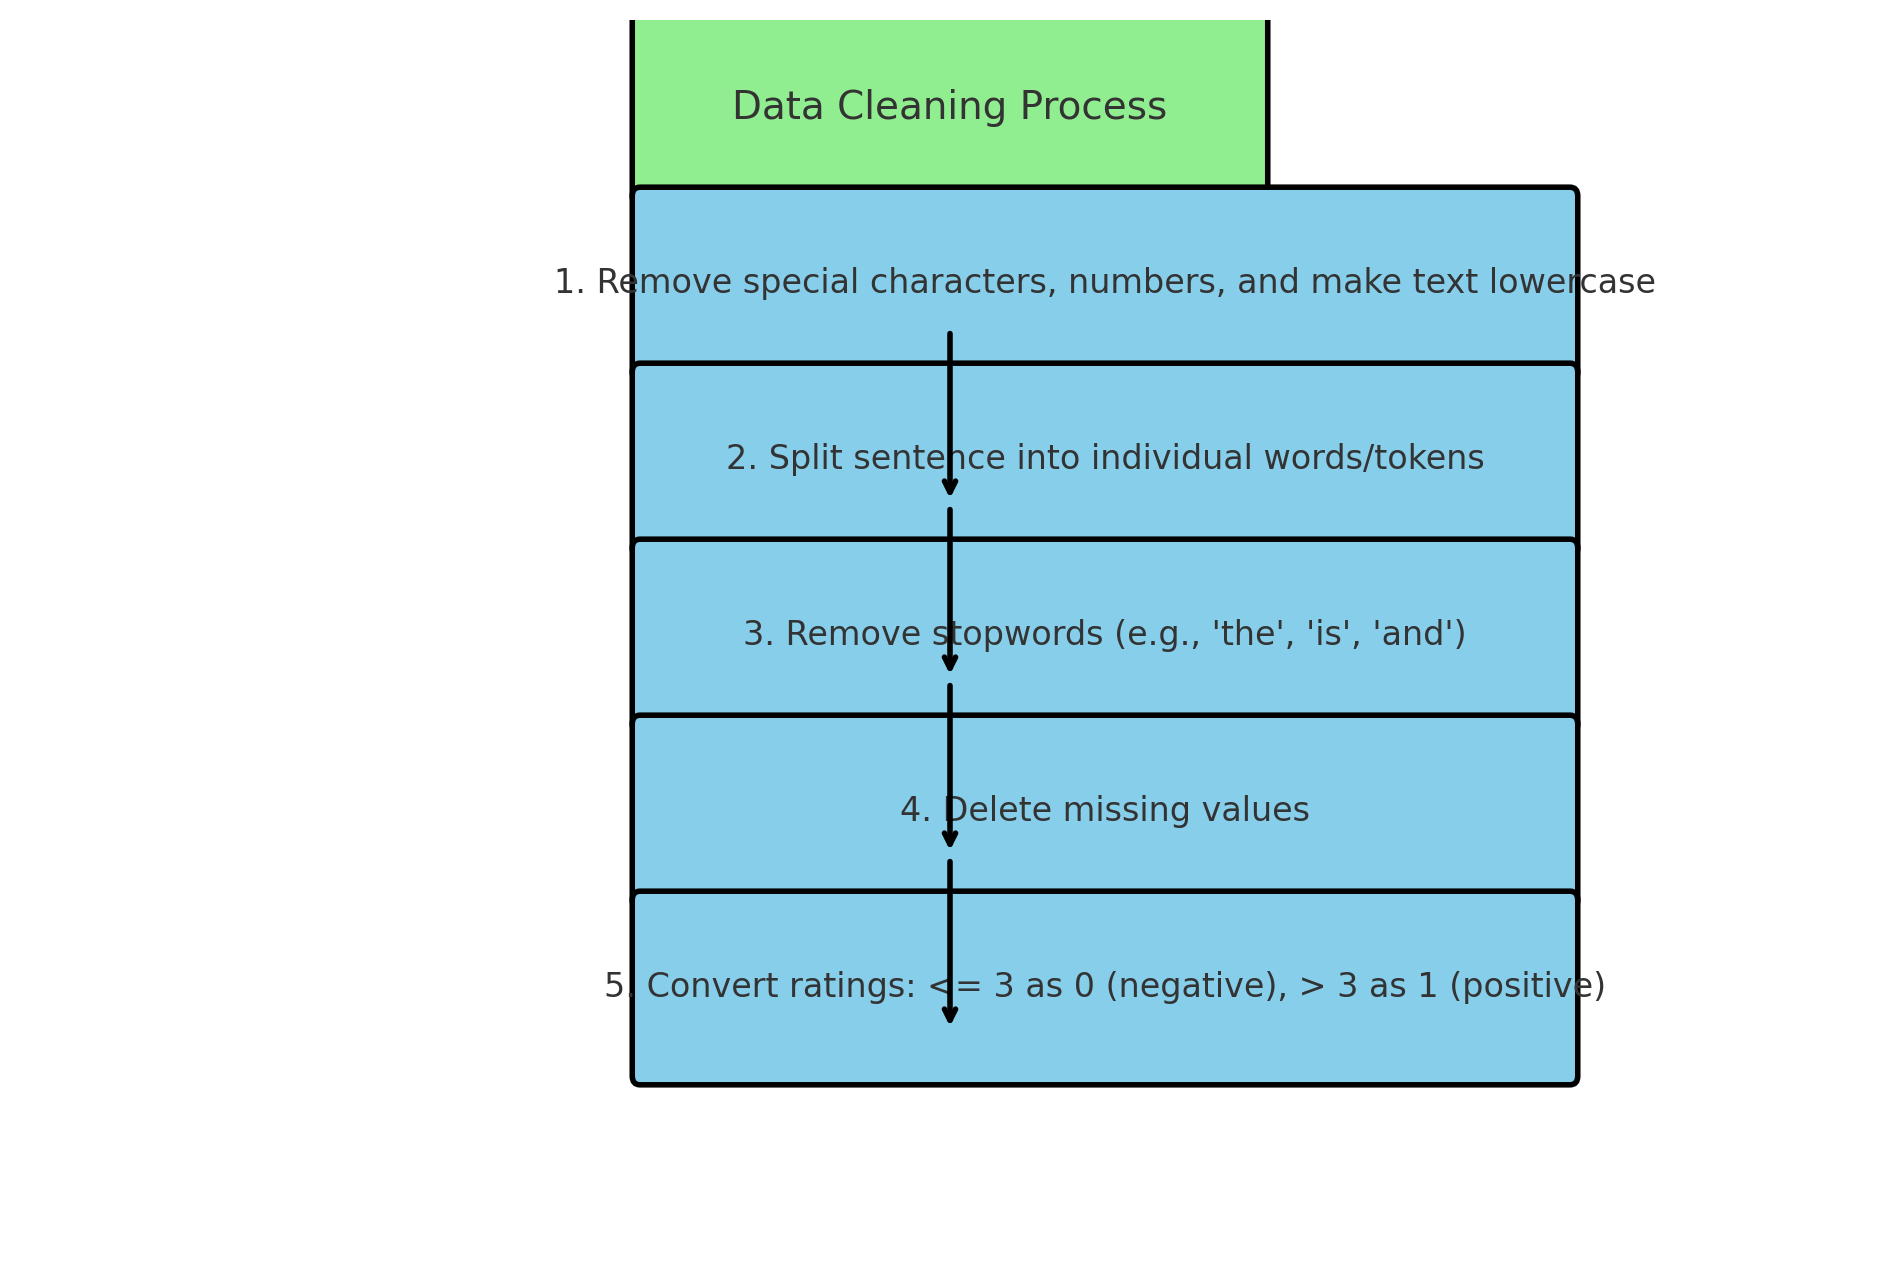 Data Cleaning Process
1. Remove special characters, numbers, and make text lowercase
2. Split sentence into individual words/tokens
3. Remove stopwords (e.g., 'the', 'is', 'and')
4. Delete missing values
5. Convert ratings: <= 3 as 0 (negative), > 3 as 1 (positive)